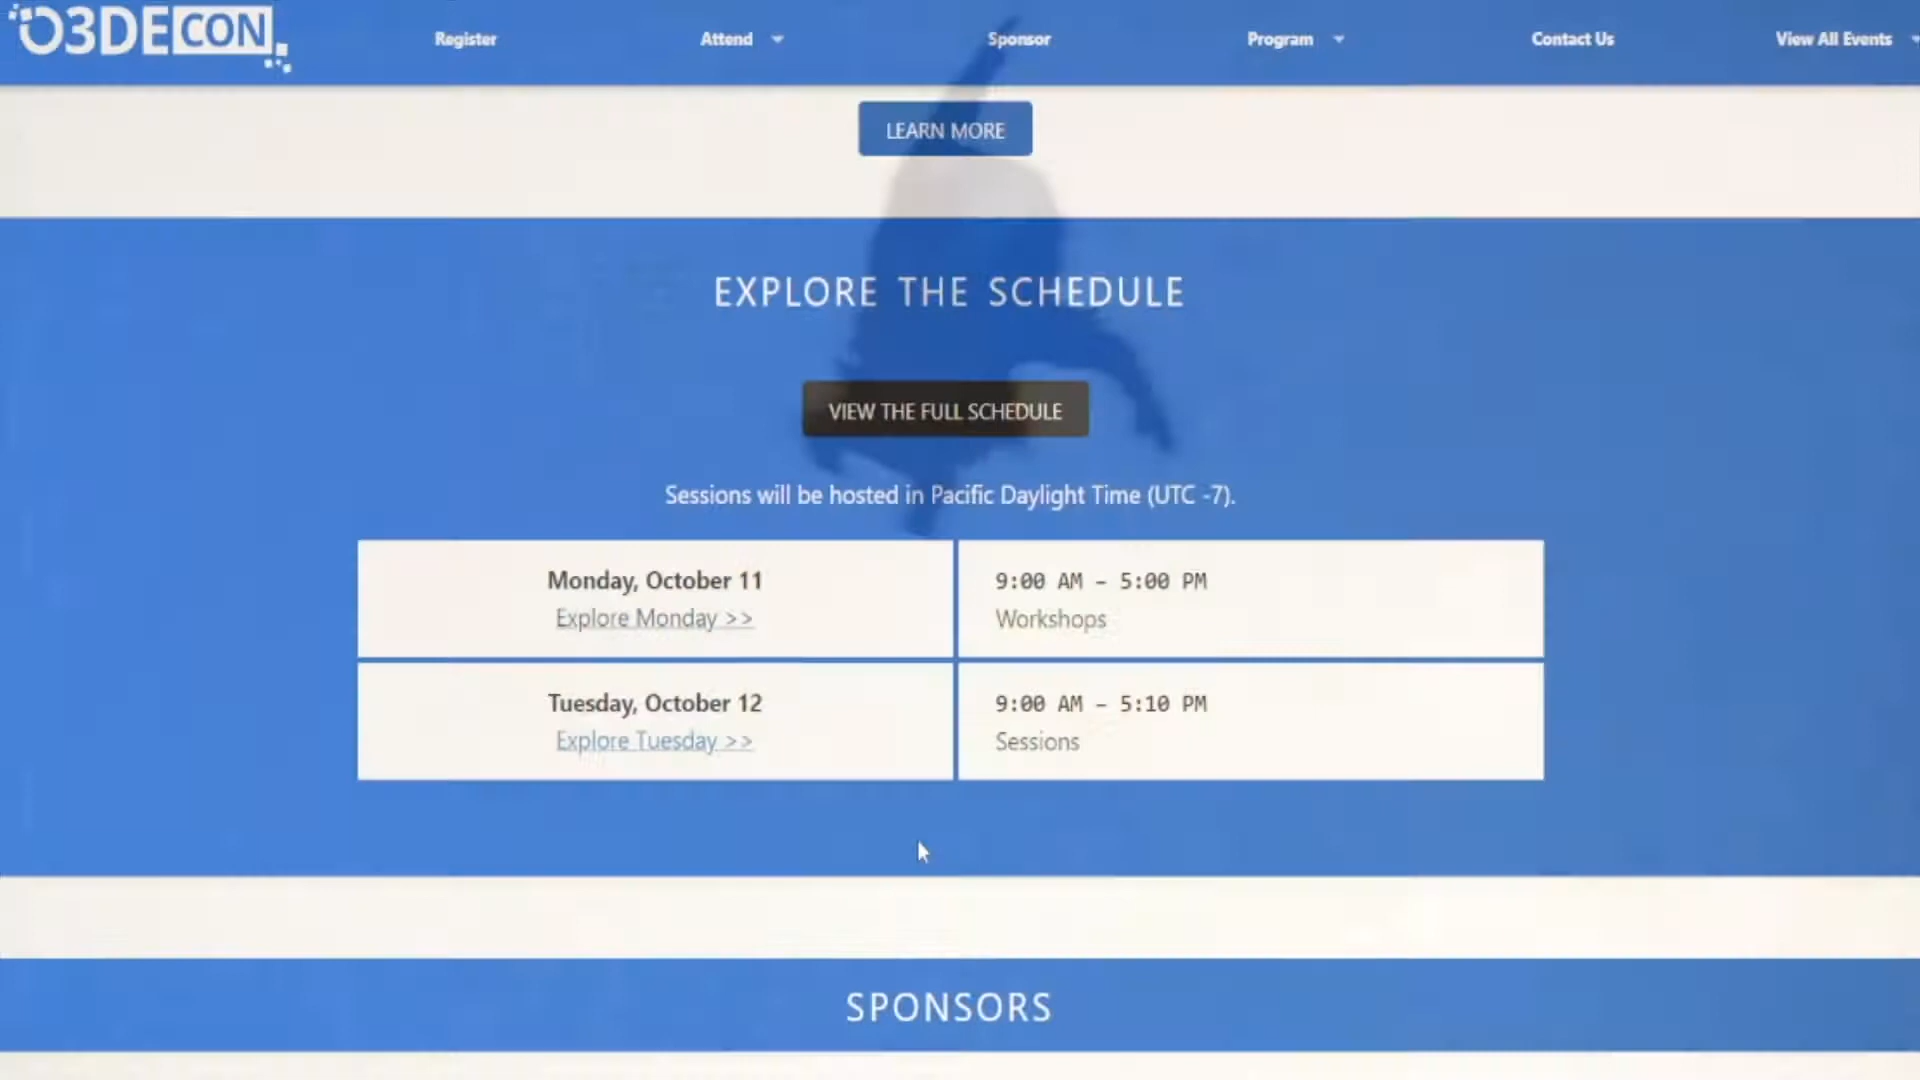 O3DECON
Register
Attend
Sponsor
Program
Contact Us
View All Events
LEARN MORE
EXPLORE THE SCHEDULE
VIEW THE FULL SCHEDULE
Sessions will be hosted in Pacific Daylight Time (UTC -7).
Monday, October 11
Explore Monday >>
9:00 AM – 5:00 PM
Workshops
Tuesday, October 12
Explore Tuesday >>
9:00 AM – 5:10 PM
Sessions
SPONSORS